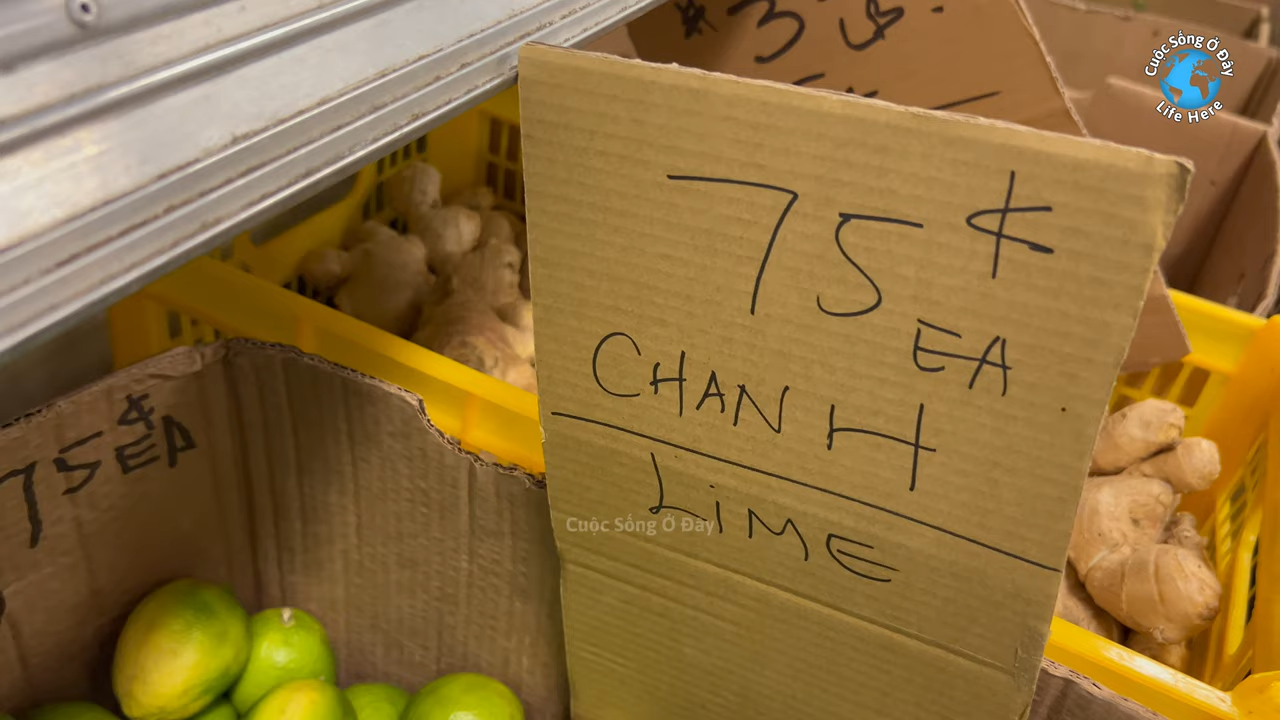 Cuộc Sống Ở Đây
Life Here
75¢
EA
CHANH
LIME
Cuộc Sống Ở Đây
¢
75 EA